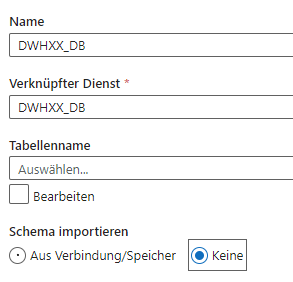 Name
DWHXX_DB
Verknüpfter Dienst *
DWHXX_DB
Tabellenname
Auswählen...
Bearbeiten
Schema importieren
Aus Verbindung/Speicher Keine